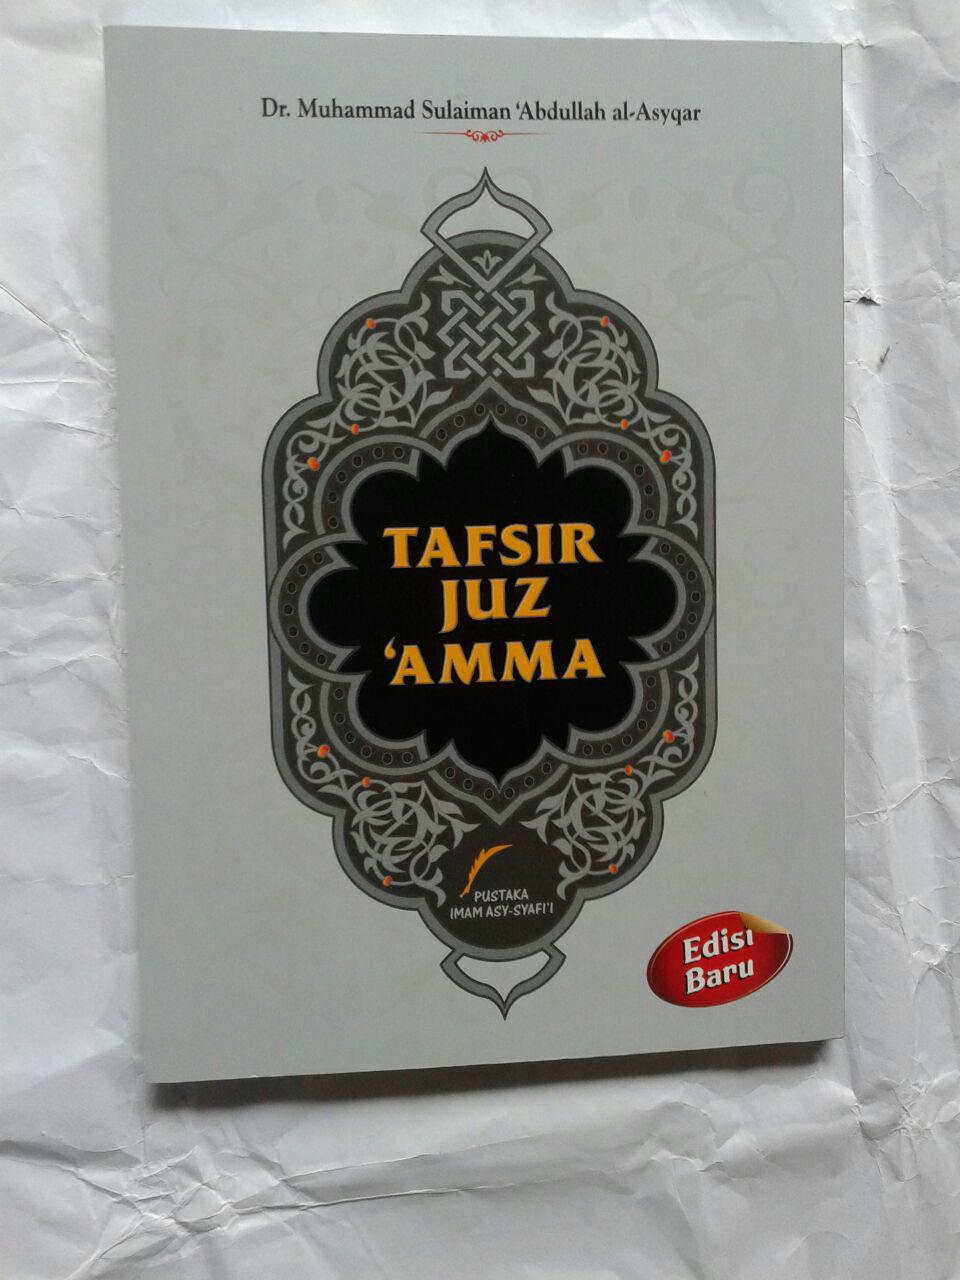 Dr. Muhammad Sulaiman ‘Abdullah al-Asyqar
TAFSIR
JUZ
‘AMMA
PUSTAKA
IMAM ASY-SYAFI'I
Edisi
Baru